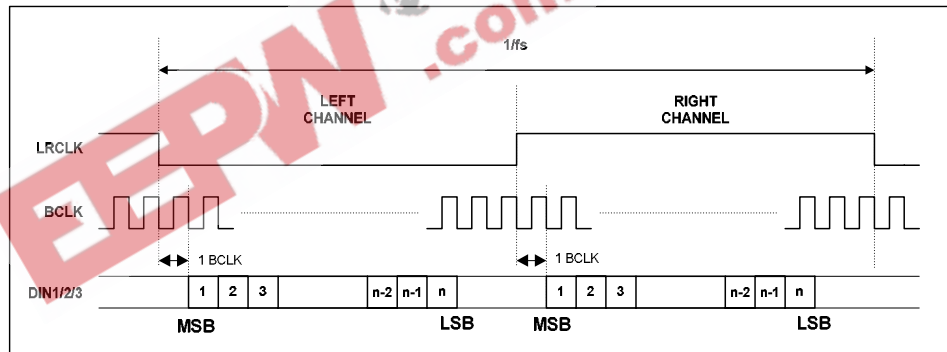 EEPW.com
1/fs
LEFT
CHANNEL
RIGHT
CHANNEL
LRCLK
BCLK
1 BCLK
1 BCLK
DIN1/2/3
1 2 3 n-2 n-1 n 1 2 3 n-2 n-1 n
MSB LSB MSB LSB